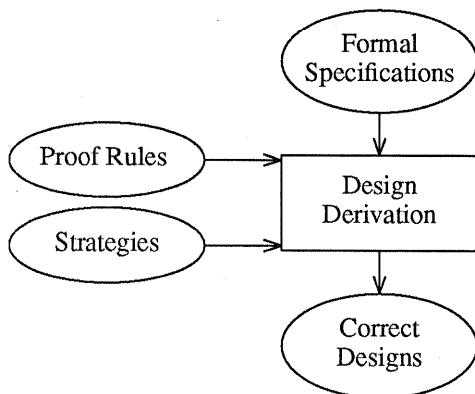 Formal
Specifications
Proof Rules
Design
Derivation
Strategies
Correct
Designs